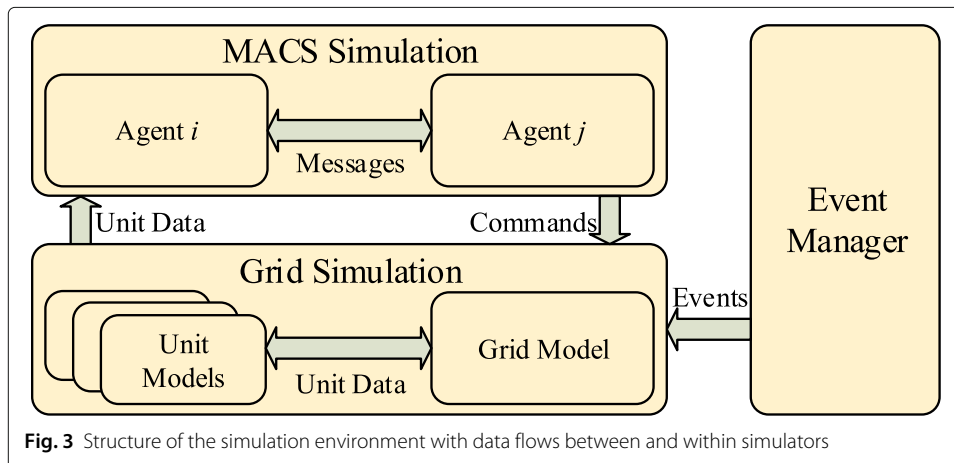 MACS Simulation
Agent i
Agent j
Messages
Unit Data
Commands
Event
Manager
Grid Simulation
Events
Unit
Models
Unit Data
Grid Model
Fig. 3 Structure of the simulation environment with data flows between and within simulators